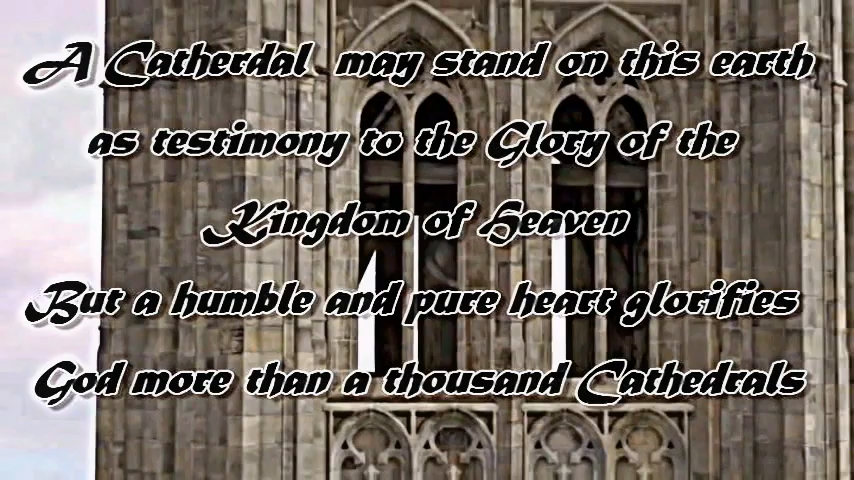 A Catherdal may stand on this earth
as testimony to the Glory of the
Kingdom of Heaven
But a humble and pure heart glorifies
God more than a thousand Cathedrals